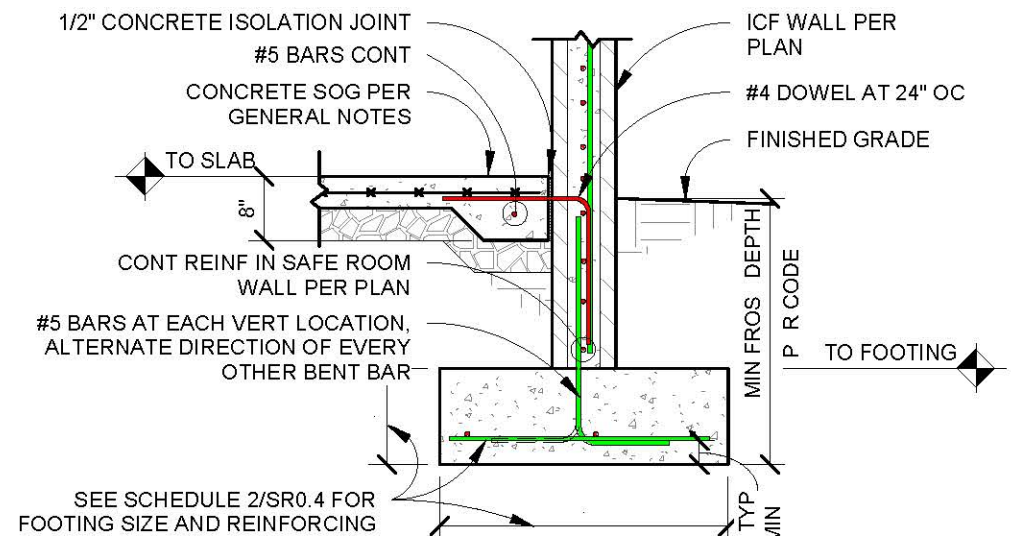 1/2" CONCRETE ISOLATION JOINT
#5 BARS CONT
CONCRETE SOG PER
GENERAL NOTES
TO SLAB
8"
CONT REINF IN SAFE ROOM
WALL PER PLAN
#5 BARS AT EACH VERT LOCATION,
ALTERNATE DIRECTION OF EVERY
OTHER BENT BAR
SEE SCHEDULE 2/SR0.4 FOR
FOOTING SIZE AND REINFORCING
ICF WALL PER
PLAN
#4 DOWEL AT 24" OC
FINISHED GRADE
MIN FROS DEPTH
P R CODE
TO FOOTING
TYP
MIN